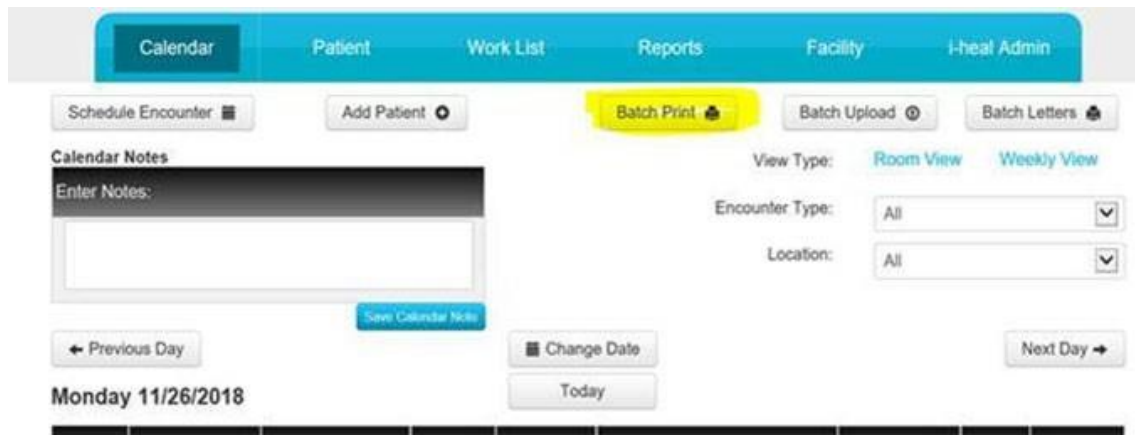 Calendar Patient Work List Reports Facility i-heal Admin
Schedule Encounter Add Patient Batch Print Batch Upload Batch Letters
Calendar Notes
View Type: Room View Weekly View
Enter Notes:
Encounter Type: All
Location: All
Save Calendar Note
Previous Day Change Date Next Day
Today
Monday 11/26/2018